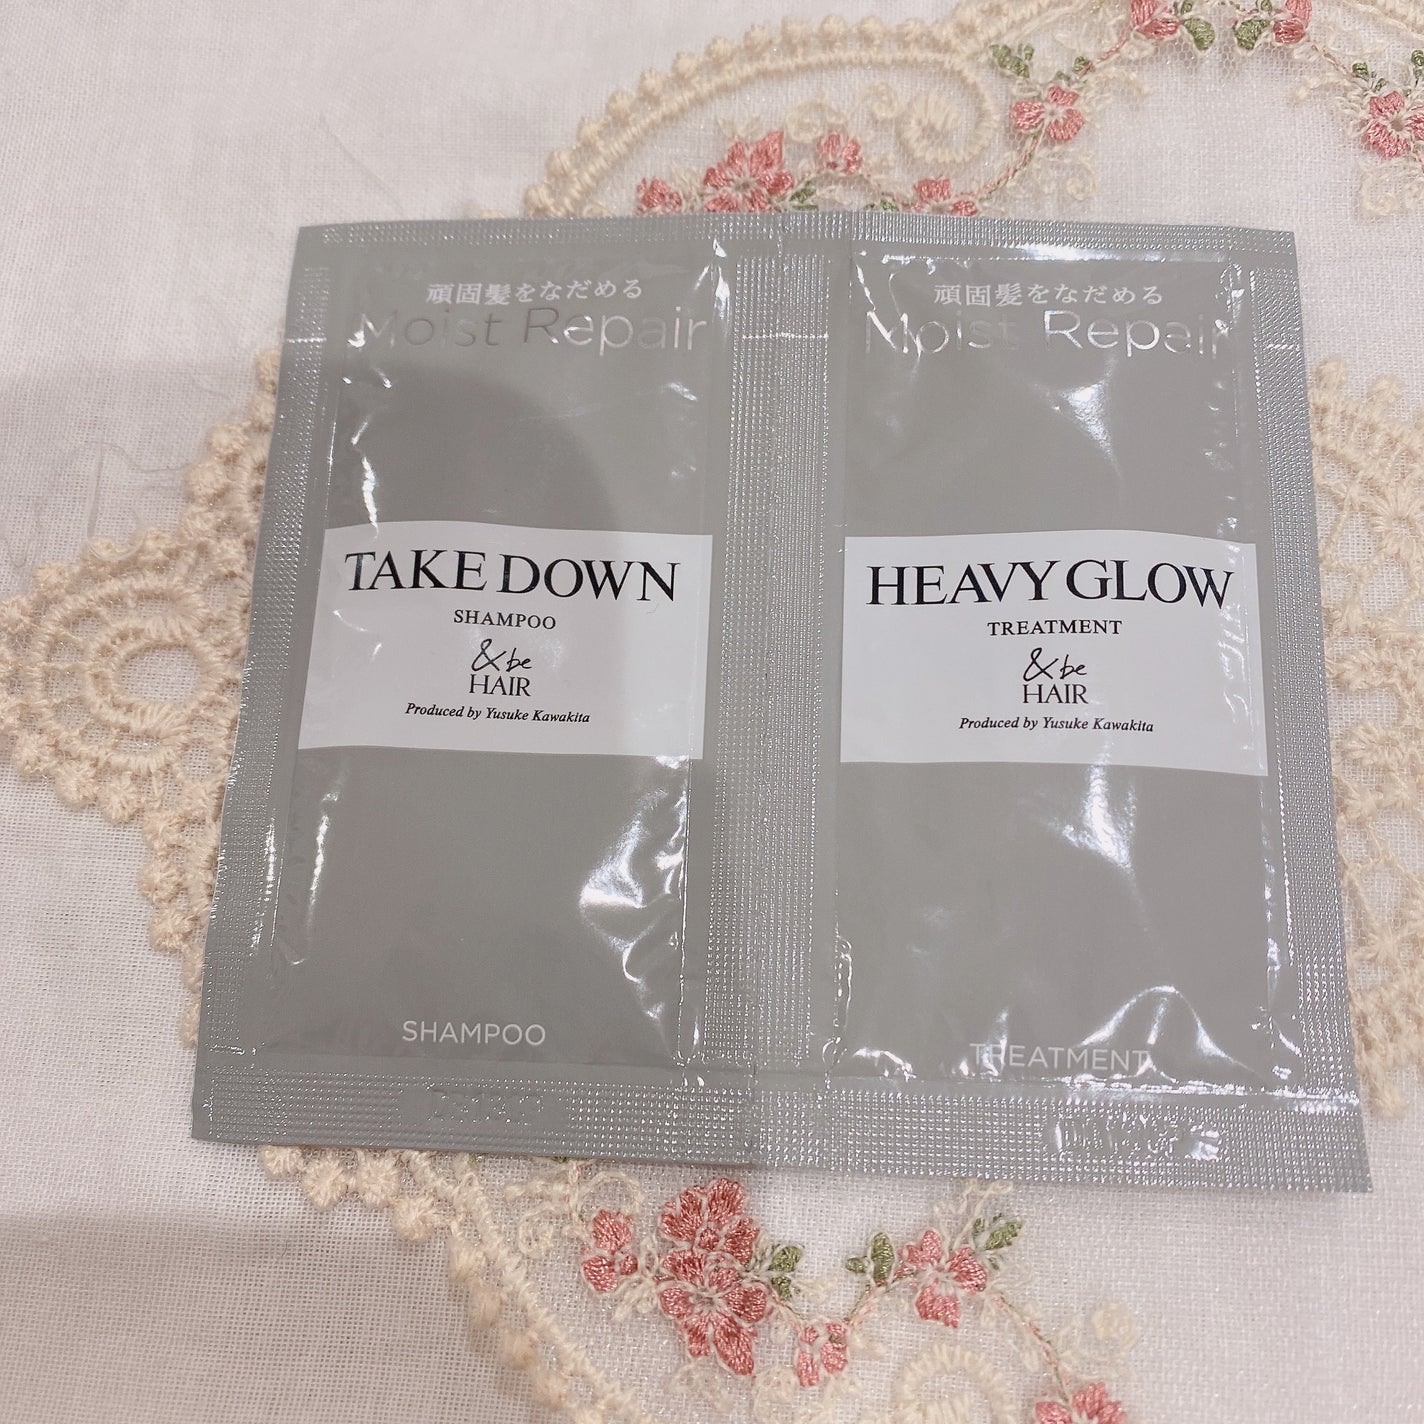 頑固髪をなだめる
Moist Repair
TAKE DOWN
SHAMPOO
&be
HAIR
Produced by Yusuke Kawakita
SHAMPOO
頑固髪をなだめる
Moist Repair
HEAVY GLOW
TREATMENT
&be
HAIR
Produced by Yusuke Kawakita
TREATMENT